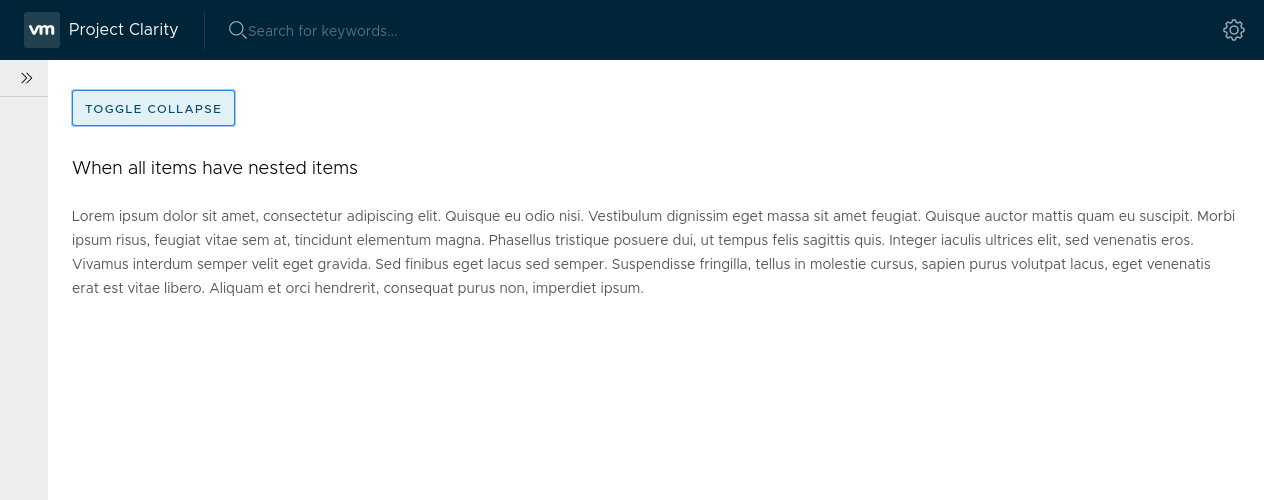 vm Project Clarity
Search for keywords...
TOGGLE COLLAPSE
When all items have nested items
Lorem ipsum dolor sit amet, consectetur adipiscing elit. Quisque eu odio nisi. Vestibulum dignissim eget massa sit amet feugiat. Quisque auctor mattis quam eu suscipit. Morbi
ipsum risus, feugiat vitae sem at, tincidunt elementum magna. Phasellus tristique posuere dui, ut tempus felis sagittis quis. Integer iaculis ultrices elit, sed venenatis eros.
Vivamus interdum semper velit eget gravida. Sed finibus eget lacus sed semper. Suspendisse fringilla, tellus in molestie cursus, sapien purus volutpat lacus, eget venenatis
erat est vitae libero. Aliquam et orci hendrerit, consequat purus non, imperdiet ipsum.